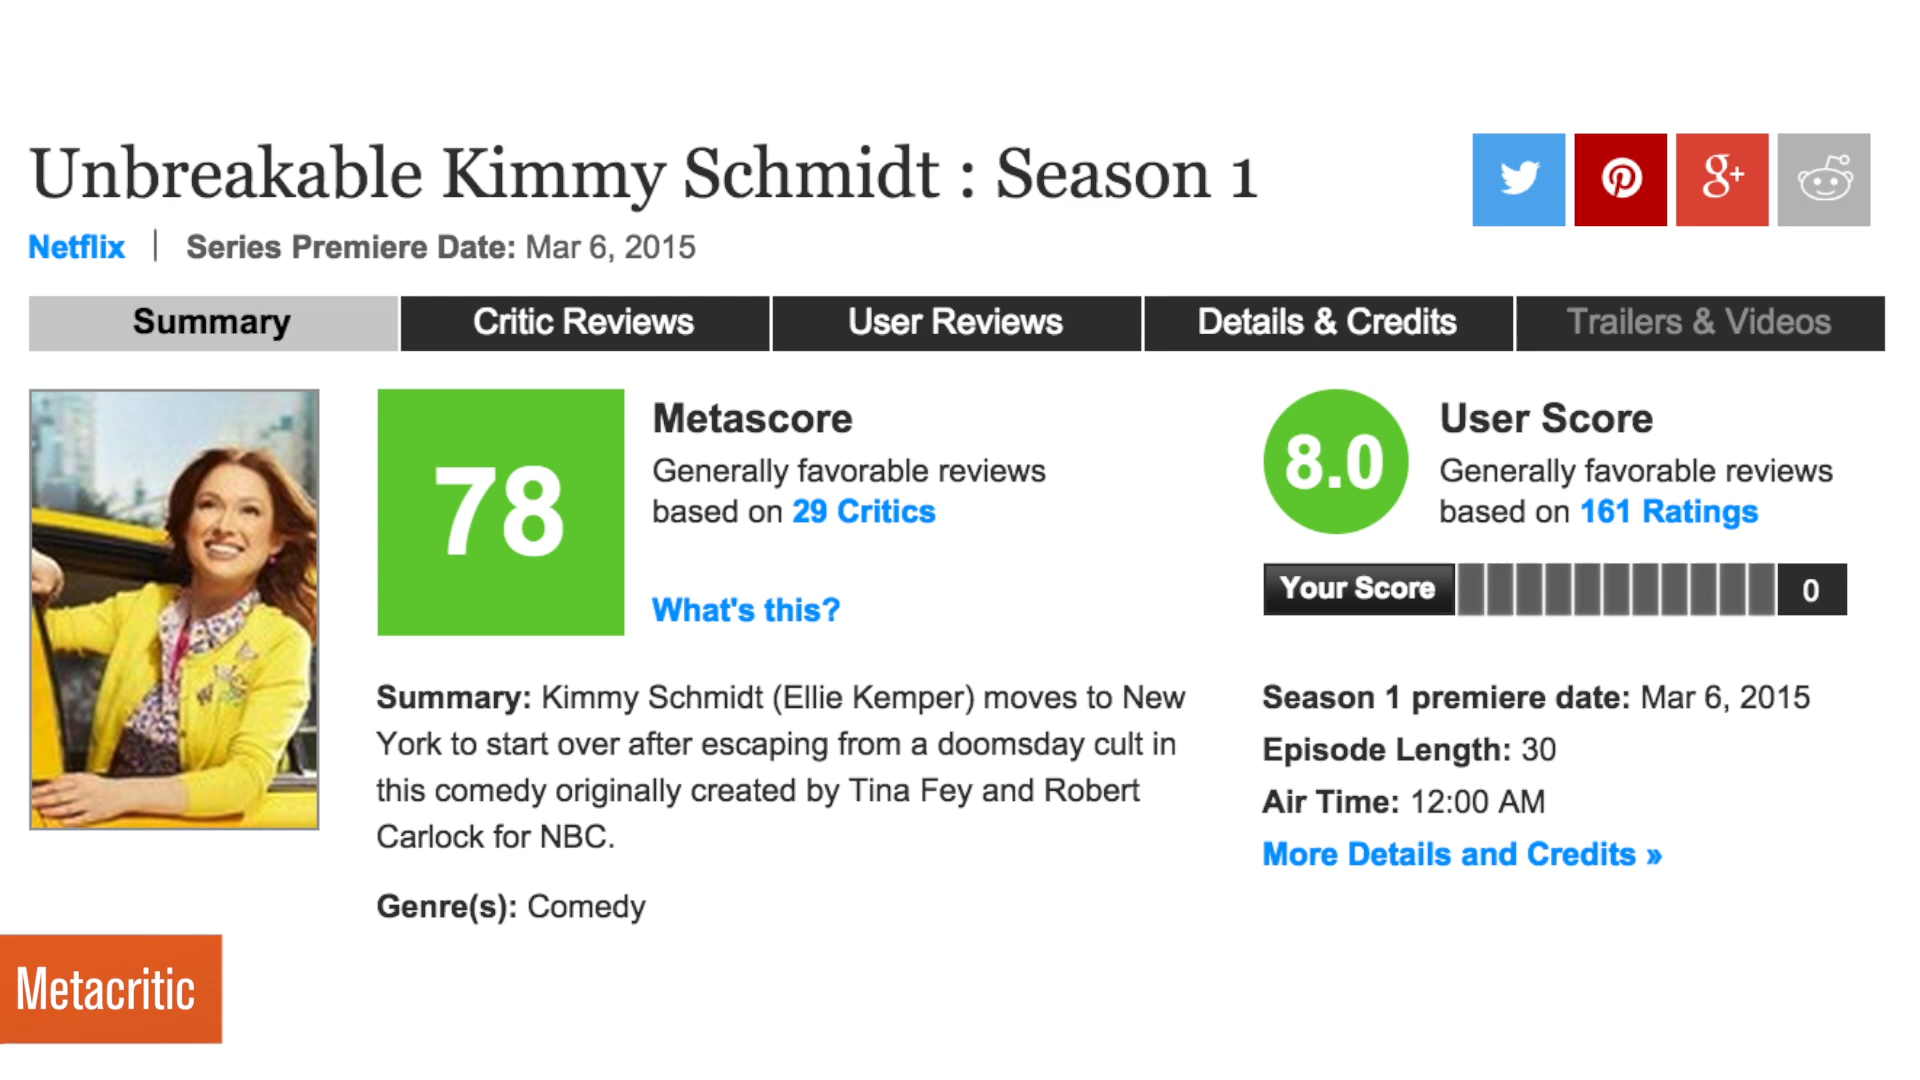 Unbreakable Kimmy Schmidt : Season 1
Netflix | Series Premiere Date: Mar 6, 2015
Summary Critic Reviews User Reviews Details & Credits Trailers & Videos
78
Metascore
Generally favorable reviews
based on 29 Critics
What's this?
8.0
User Score
Generally favorable reviews
based on 161 Ratings
Your Score 0
Summary: Kimmy Schmidt (Ellie Kemper) moves to New
York to start over after escaping from a doomsday cult in
this comedy originally created by Tina Fey and Robert
Carlock for NBC.
Genre(s): Comedy
Season 1 premiere date: Mar 6, 2015
Episode Length: 30
Air Time: 12:00 AM
More Details and Credits »
Metacritic
g+